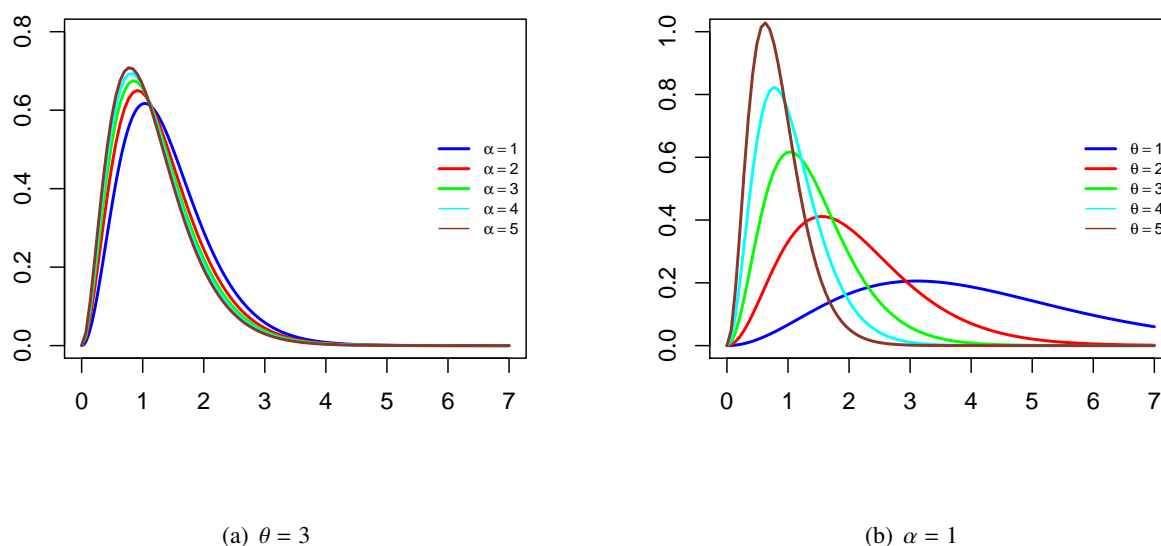 0.0 0.2 0.4 0.6 0.8
0 1 2 3 4 5 6 7
α = 1
α = 2
α = 3
α = 4
α = 5
(a) θ = 3
0.0 0.2 0.4 0.6 0.8 1.0
0 1 2 3 4 5 6 7
θ = 1
θ = 2
θ = 3
θ = 4
θ = 5
(b) α = 1